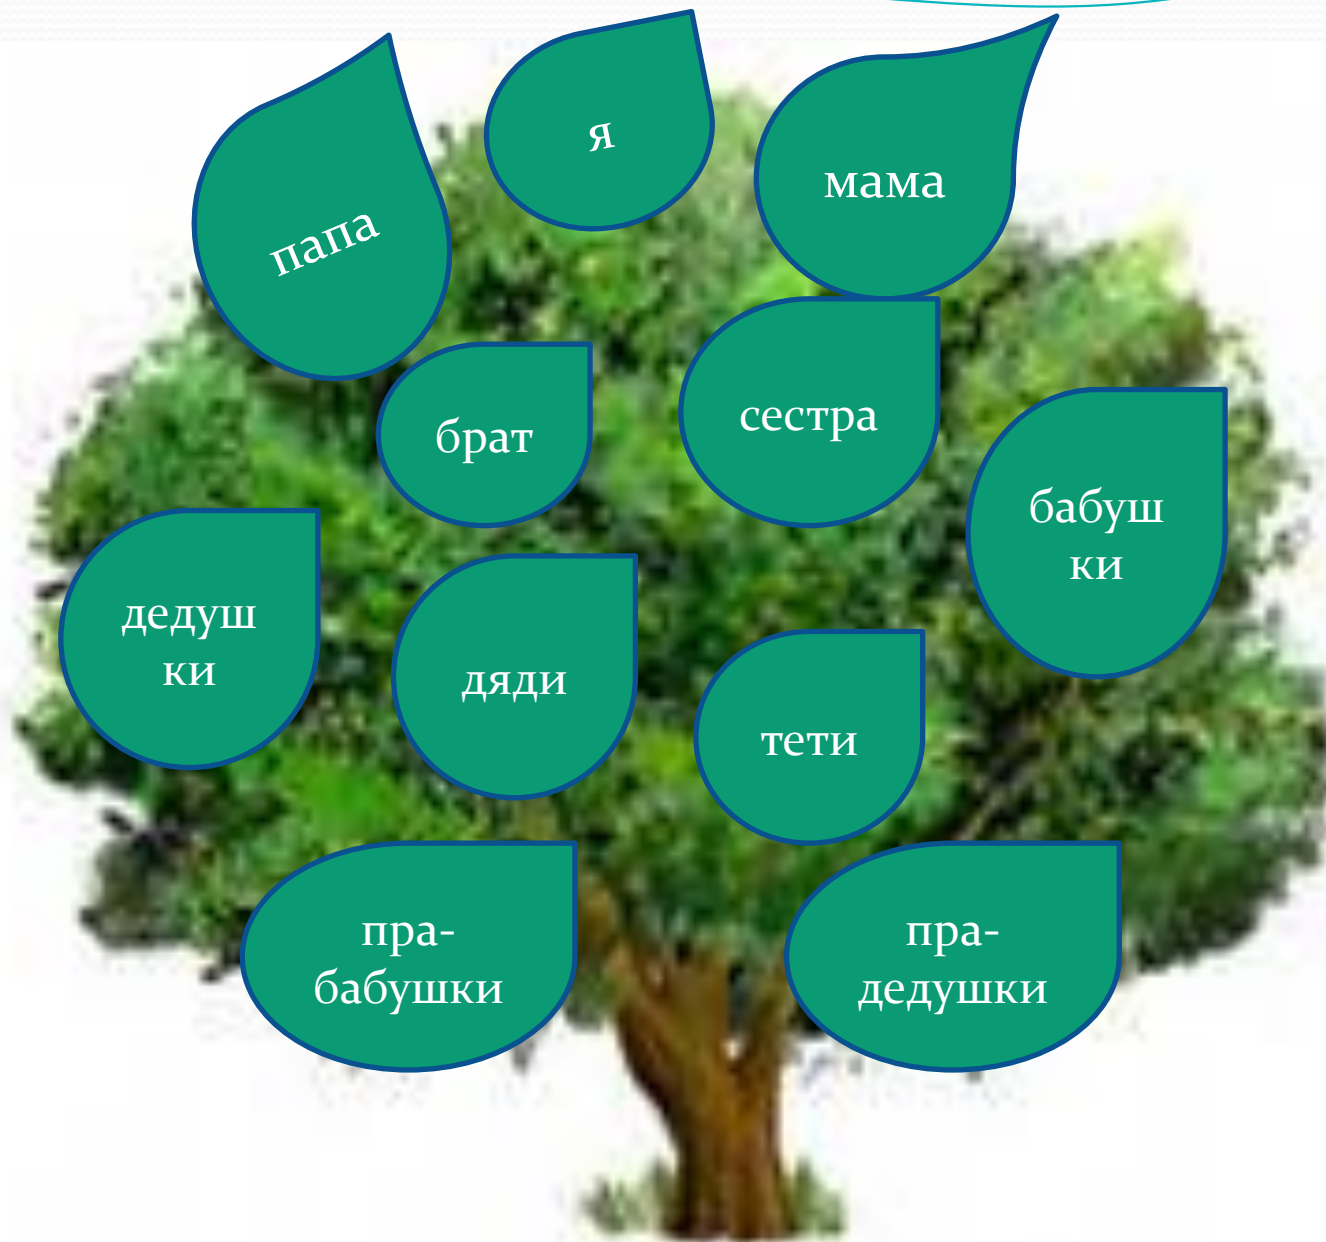 я
папа
мама
брат
сестра
бабуш
ки
дедуш
ки
дяди
тети
пра-
бабушки
пра-
дедушки